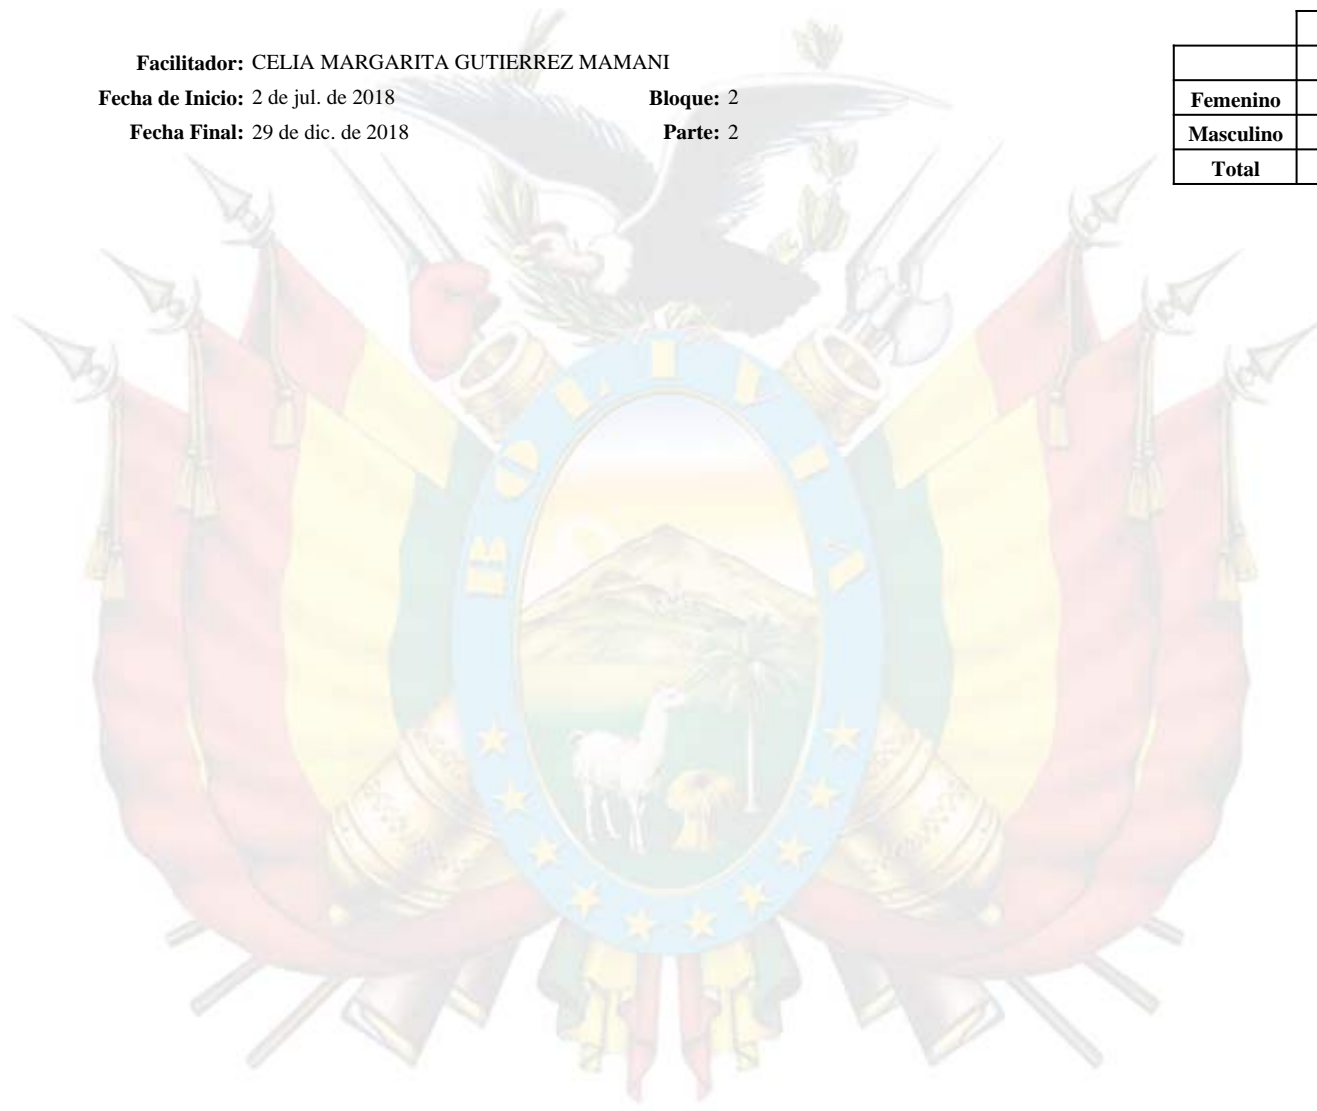 Facilitador: CELIA MARGARITA GUTIERREZ MAMANI
Fecha de Inicio: 2 de jul. de 2018 Bloque: 2
Fecha Final: 29 de dic. de 2018 Parte: 2
Femenino
Masculino
Total
BOLIVIA